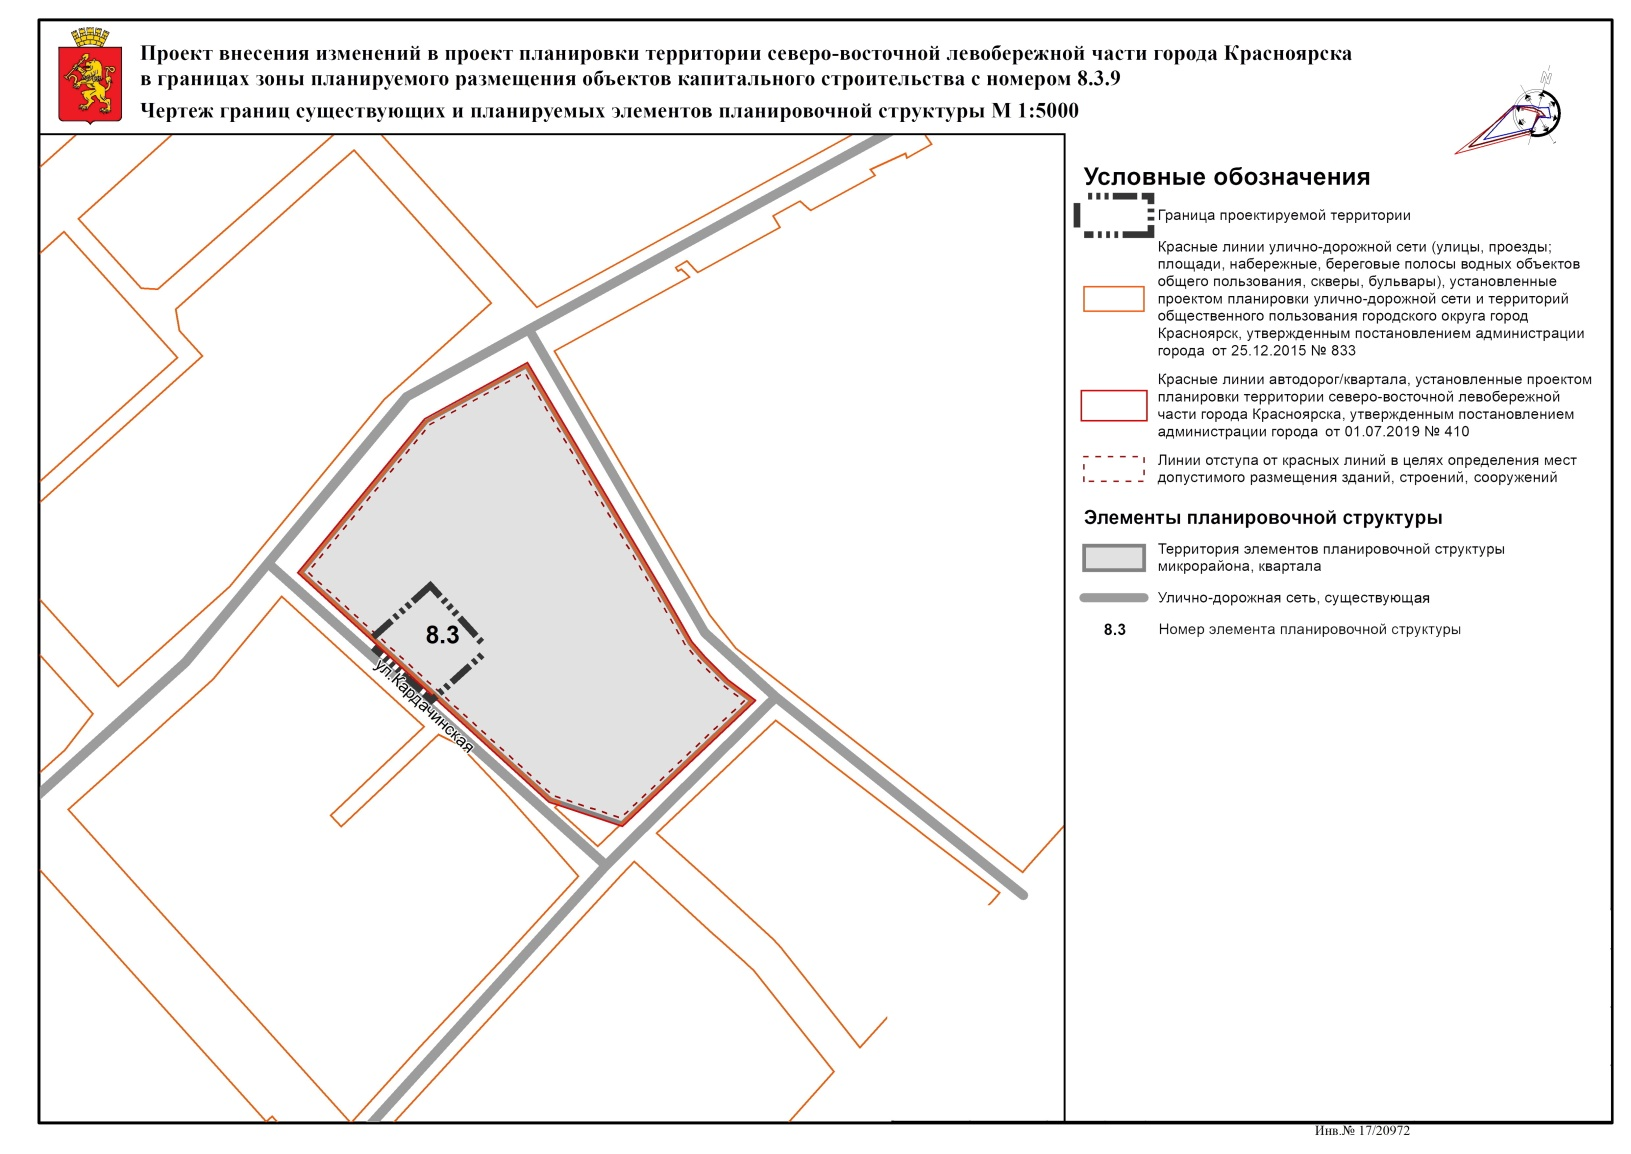 Проект внесения изменений в проект планировки территории северо-восточной левобережной части города Красноярска
в границах зоны планируемого размещения объектов капитального строительства с номером 8.3.9
Чертеж границ существующих и планируемых элементов планировочной структуры М 1:5000
N
Условные обозначения
Граница проектируемой территории
Красные линии улично-дорожной сети (улицы, проезды;
площади, набережные, береговые полосы водных объектов
общего пользования, скверы, бульвары), установленные
проектом планировки улично-дорожной сети и территорий
общественного пользования городского округа город
Красноярск, утвержденным постановлением администрации
города от 25.12.2015 № 833
Красные линии автодорог/квартала, установленные проектом
планировки территории северо-восточной левобережной
части города Красноярска, утвержденным постановлением
администрации города от 01.07.2019 № 410
Линии отступа от красных линий в целях определения мест
допустимого размещения зданий, строений, сооружений
Элементы планировочной структуры
Территория элементов планировочной структуры
микрорайона, квартала
Улично-дорожная сеть, существующая
8.3 Номер элемента планировочной структуры
8.3
ул.Кардачинская
Инв.№ 17/20972